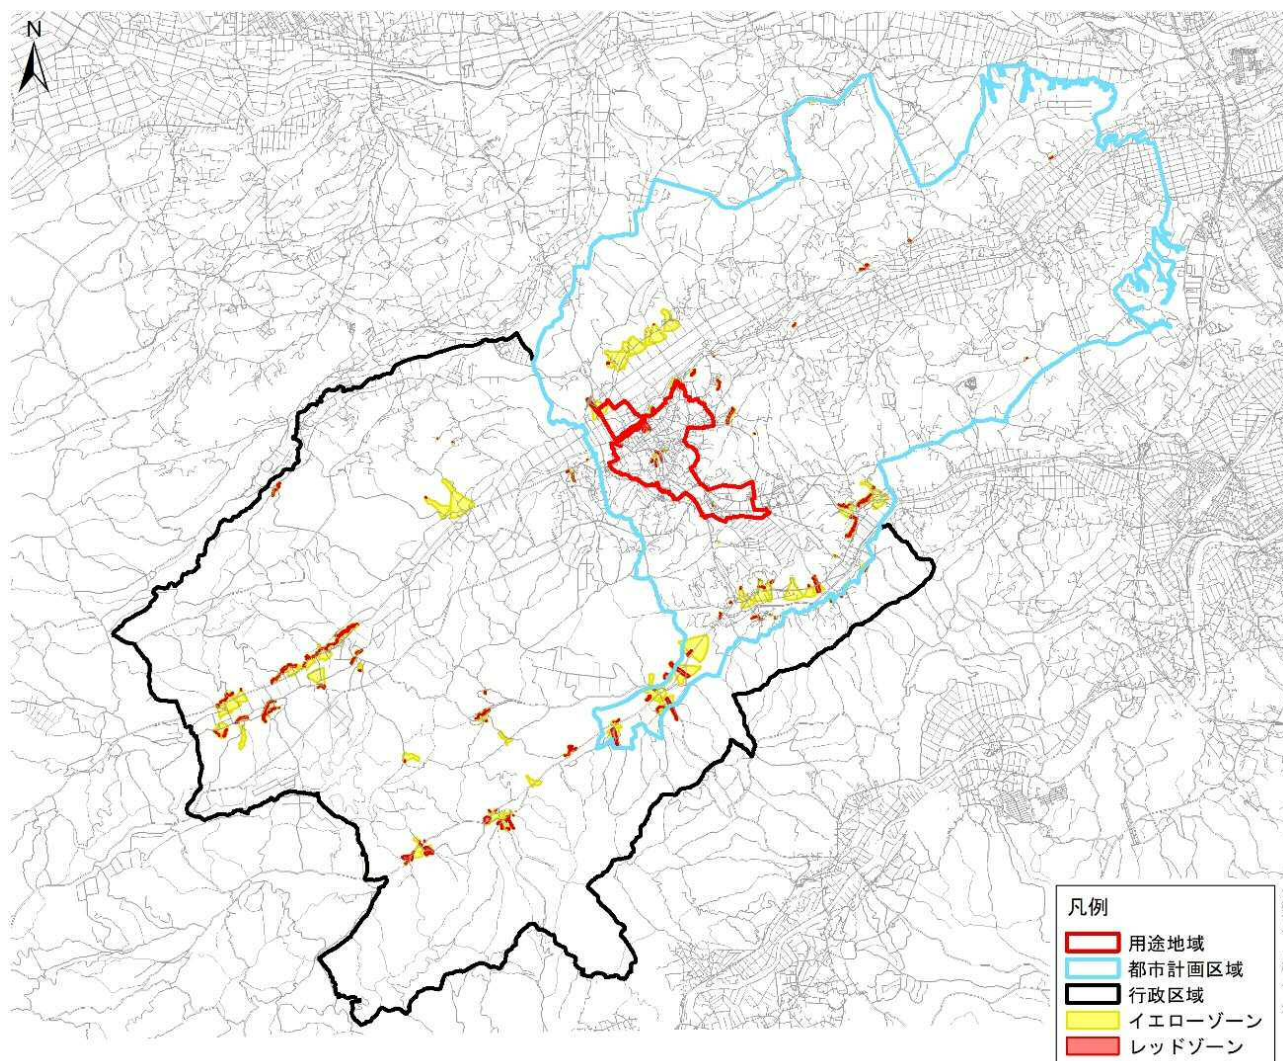 N
凡例
用途地域
都市計画区域
行政区域
イエローゾーン
レッドゾーン